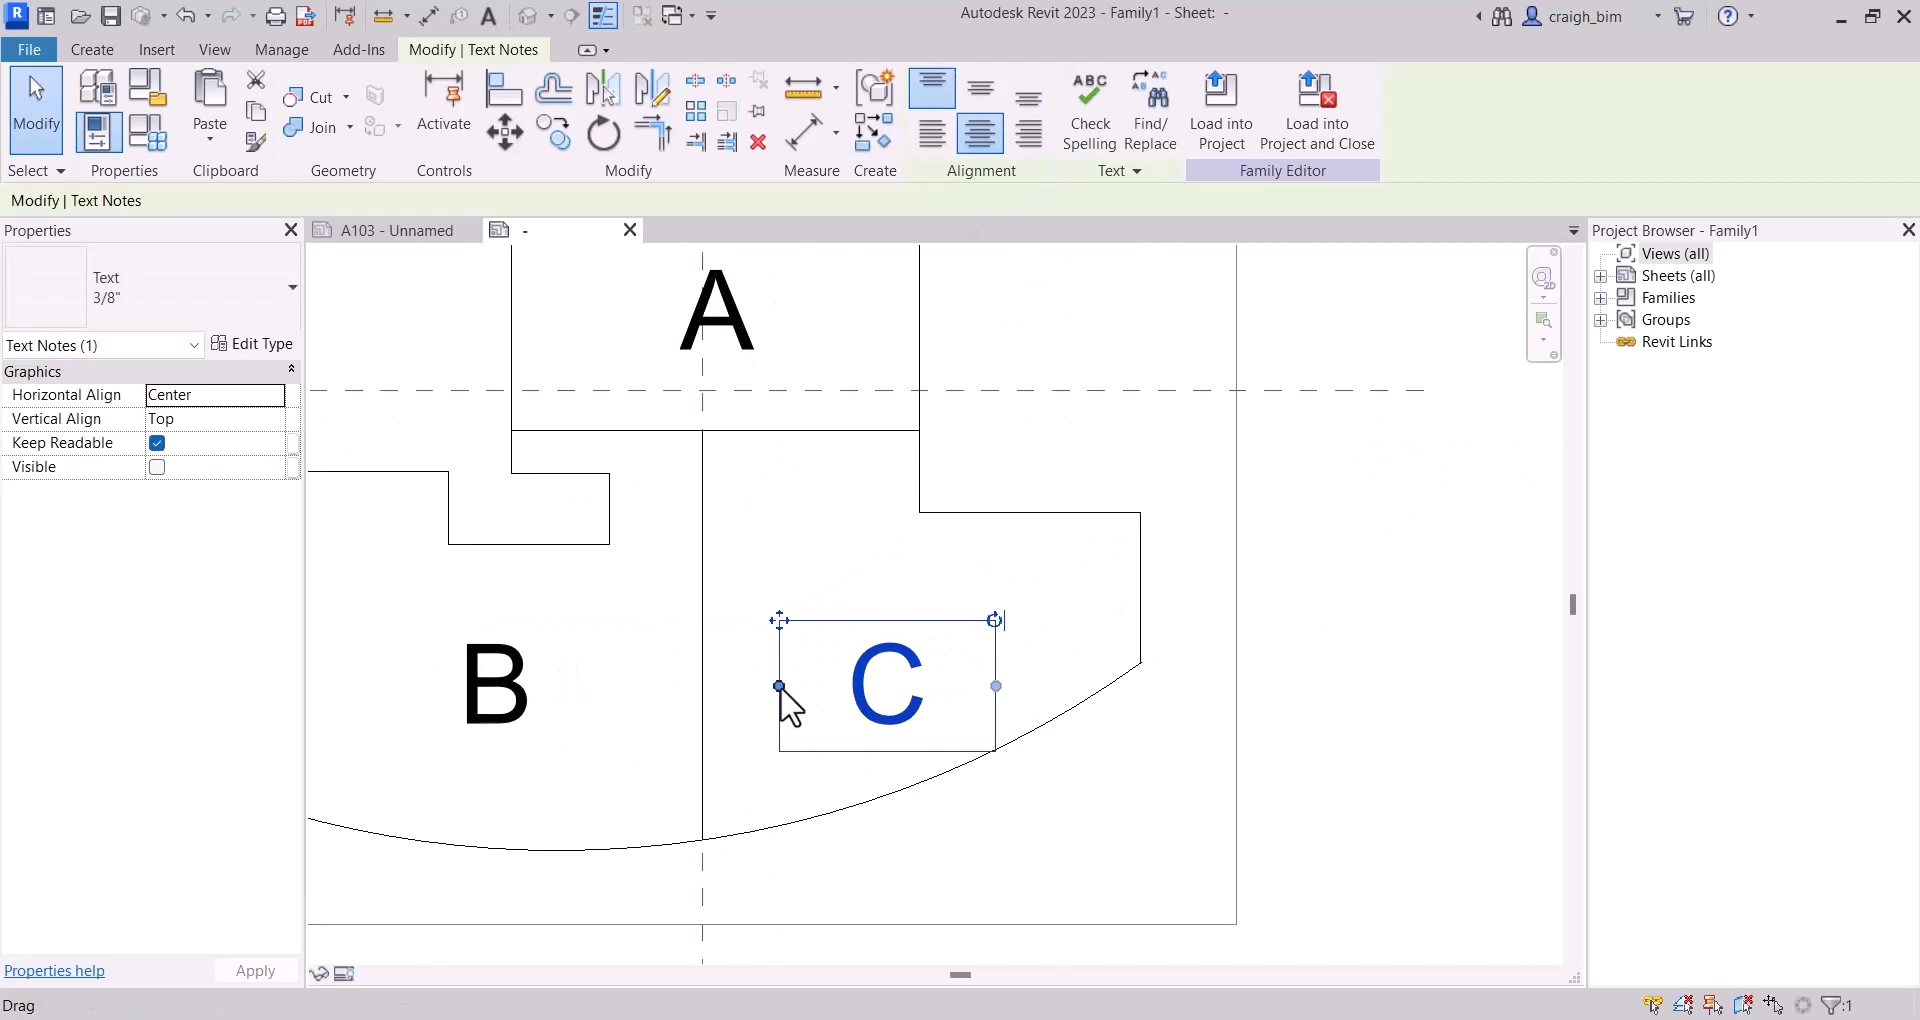 R
Autodesk Revit 2023 - Family1 - Sheet: -
craigh_bim
File Create Insert View Manage Add-Ins Modify | Text Notes
Modify
Paste
Cut
Join
Activate
ABC
Check
Spelling
Find/
Replace
Load into
Project
Load into
Project and Close
Select Properties Clipboard Geometry Controls Modify Measure Create Alignment Text Family Editor
Modify | Text Notes
Properties
A103 - Unnamed
-
Project Browser - Family1
Text
3/8"
Text Notes (1)
Edit Type
Graphics
Horizontal Align Center
Vertical Align Top
Keep Readable
Visible
Views (all)
Sheets (all)
Families
Groups
Revit Links
2D
A
B
C
Properties help
Apply
Drag
:1